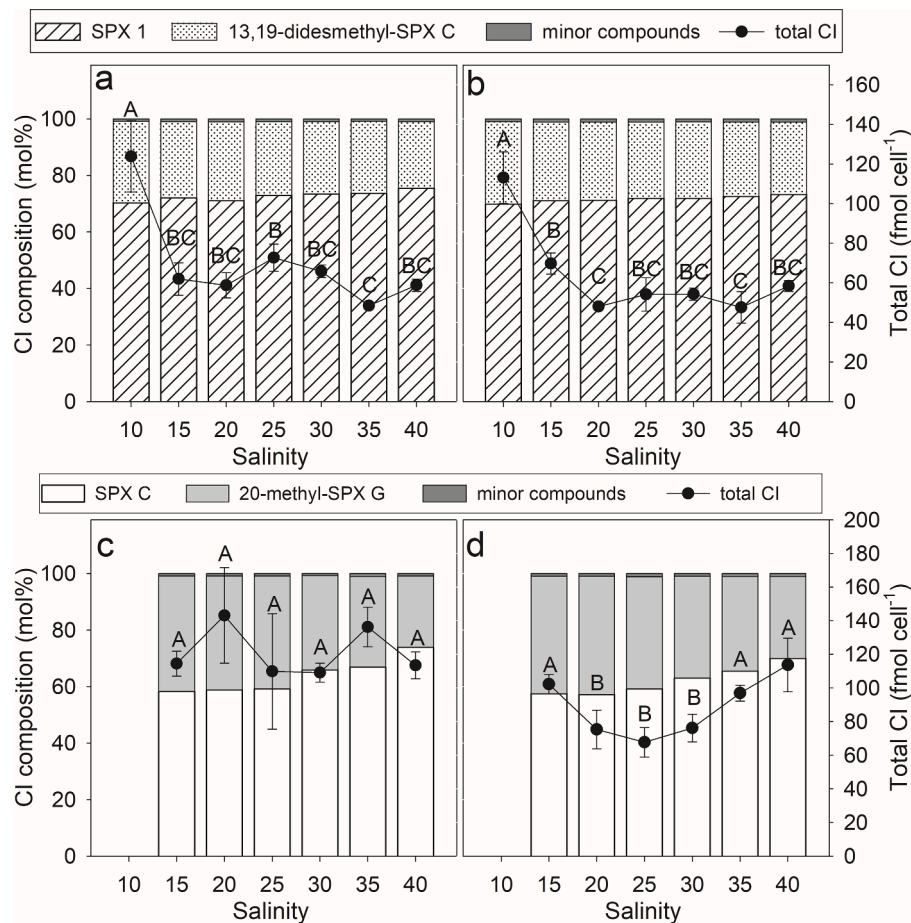 SPX 1 13,19-didesmethyl-SPX C minor compounds total CI
a b
CI composition (mol%)
100
80
60
40
20
0
A BC BC B BC C BC
10 15 20 25 30 35 40
Salinity
A B C BC BC C BC
10 15 20 25 30 35 40
Salinity
160
140
120
100
80
60
40
20
0
Total CI (fmol cell⁻¹)
SPX C 20-methyl-SPX G minor compounds total CI
c d
CI composition (mol%)
100
80
60
40
20
0
A A A A A A
10 15 20 25 30 35 40
Salinity
A B B B A A
10 15 20 25 30 35 40
Salinity
200
180
160
140
120
100
80
60
40
20
0
Total CI (fmol cell⁻¹)